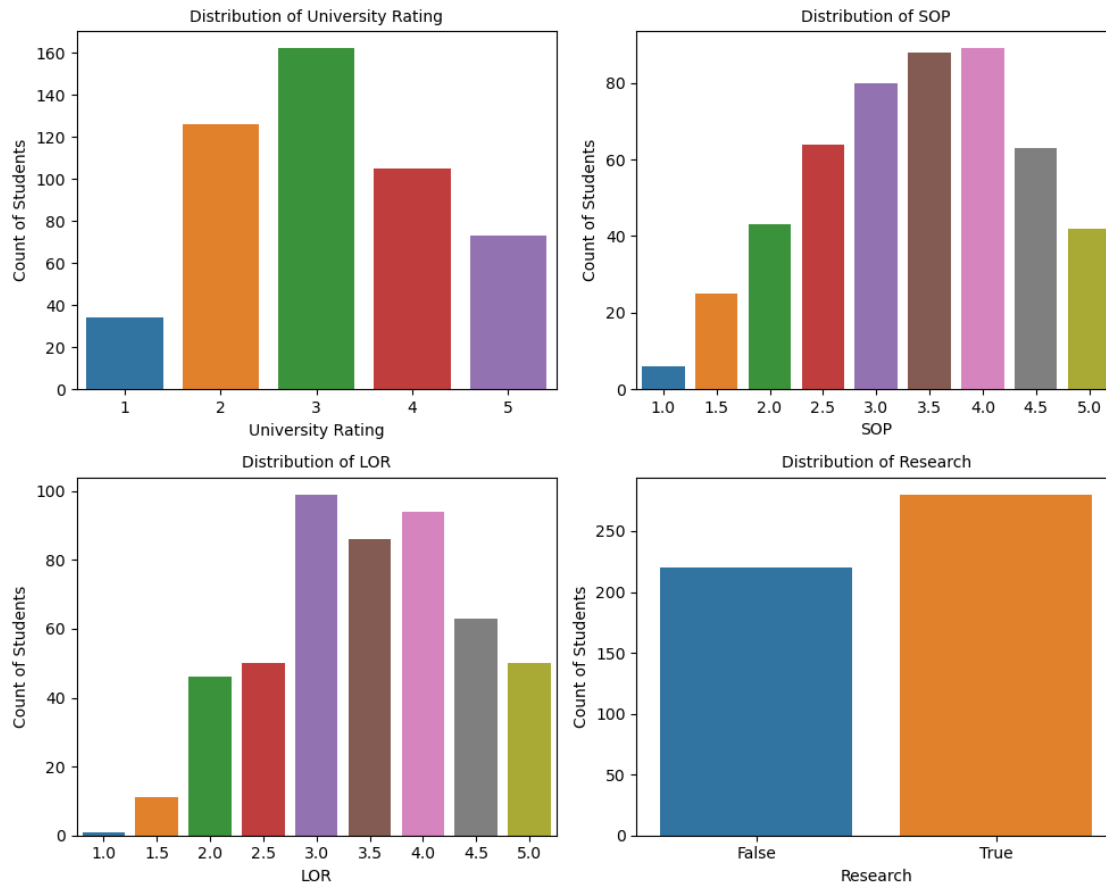 Distribution of University Rating
160
140
120
100
80
60
40
20
0
Count of Students
1 2 3 4 5
University Rating
Distribution of SOP
80
60
40
20
0
Count of Students
1.0 1.5 2.0 2.5 3.0 3.5 4.0 4.5 5.0
SOP
Distribution of LOR
100
80
60
40
20
0
Count of Students
1.0 1.5 2.0 2.5 3.0 3.5 4.0 4.5 5.0
LOR
Distribution of Research
250
200
150
100
50
0
Count of Students
False True
Research